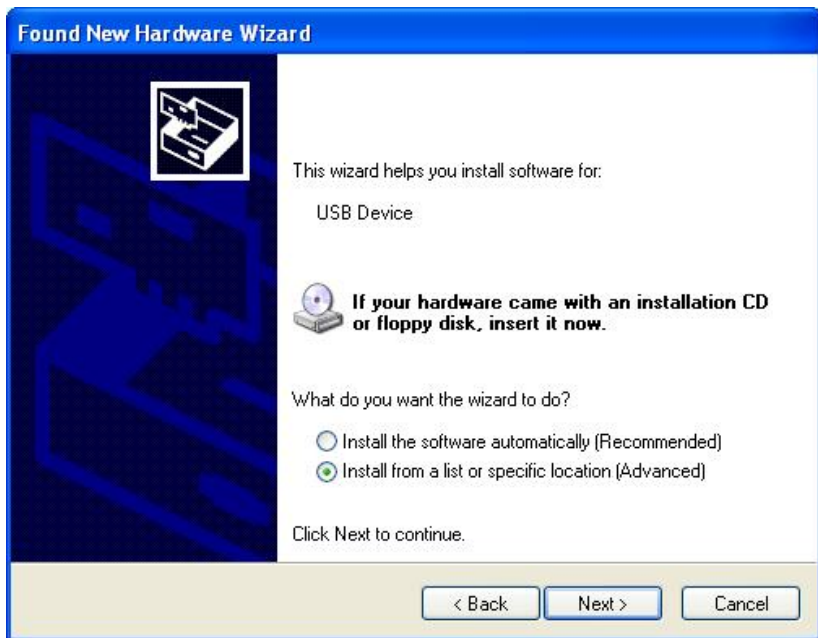 Found New Hardware Wizard
This wizard helps you install software for:
USB Device
If your hardware came with an installation CD
or floppy disk, insert it now.
What do you want the wizard to do?
Install the software automatically (Recommended)
Install from a list or specific location (Advanced)
Click Next to continue.
< Back Next > Cancel